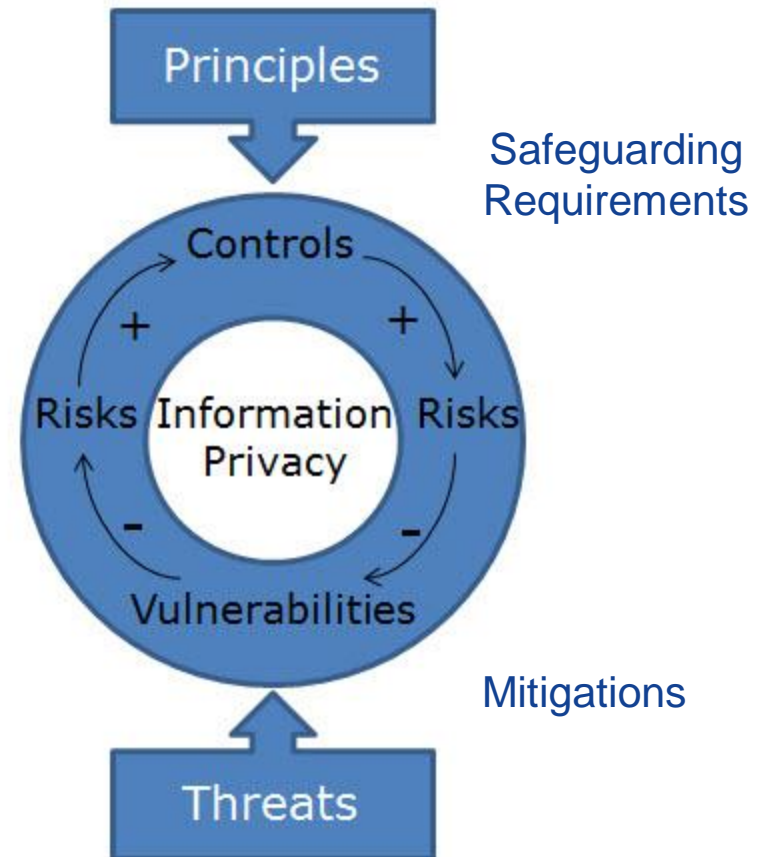 Principles
Safeguarding
Requirements
Controls
+ +
Risks Information Risks
Privacy
- -
Vulnerabilities
Mitigations
Threats